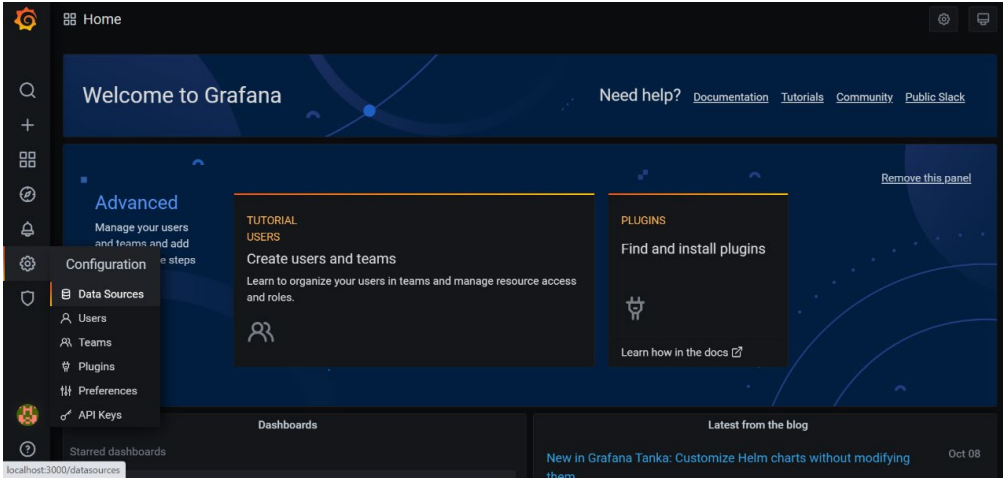 Home
Welcome to Grafana
Need help? Documentation Tutorials Community Public Slack
Remove this panel
Advanced
Manage your users
and teams and add
e steps
TUTORIAL
USERS
Create users and teams
Learn to organize your users in teams and manage resource access
and roles.
PLUGINS
Find and install plugins
Learn how in the docs
Configuration
Data Sources
Users
Teams
Plugins
Preferences
API Keys
Dashboards
Starred dashboards
Latest from the blog
New in Grafana Tanka: Customize Helm charts without modifying
them
Oct 08
localhost:3000/datasources